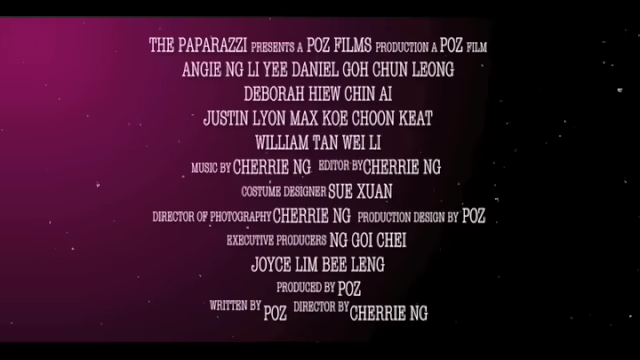 THE PAPARAZZI PRESENTS A POZ FILMS PRODUCTION A POZ FILM
ANGIE NG LI YEE DANIEL GOH CHUN LEONG
DEBORAH HIEW CHIN AI
JUSTIN LYON MAX KOE CHOON KEAT
WILLIAM TAN WEI LI
MUSIC BY CHERRIE NG EDITOR BY CHERRIE NG
COSTUME DESIGNER SUE XUAN
DIRECTOR OF PHOTOGRAPHY CHERRIE NG PRODUCTION DESIGN BY POZ
EXECUTIVE PRODUCERS NG GOI CHEI
JOYCE LIM BEE LENG
PRODUCED BY POZ
WRITTEN BY POZ DIRECTOR BY CHERRIE NG